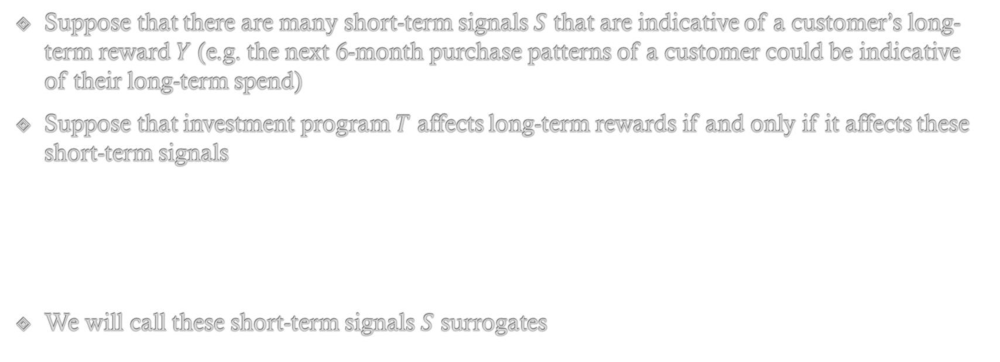 Suppose that there are many short-term signals S that are indicative of a customer’s long-
term reward Y (e.g. the next 6-month purchase patterns of a customer could be indicative
of their long-term spend)
Suppose that investment program T affects long-term rewards if and only if it affects these
short-term signals
We will call these short-term signals S surrogates